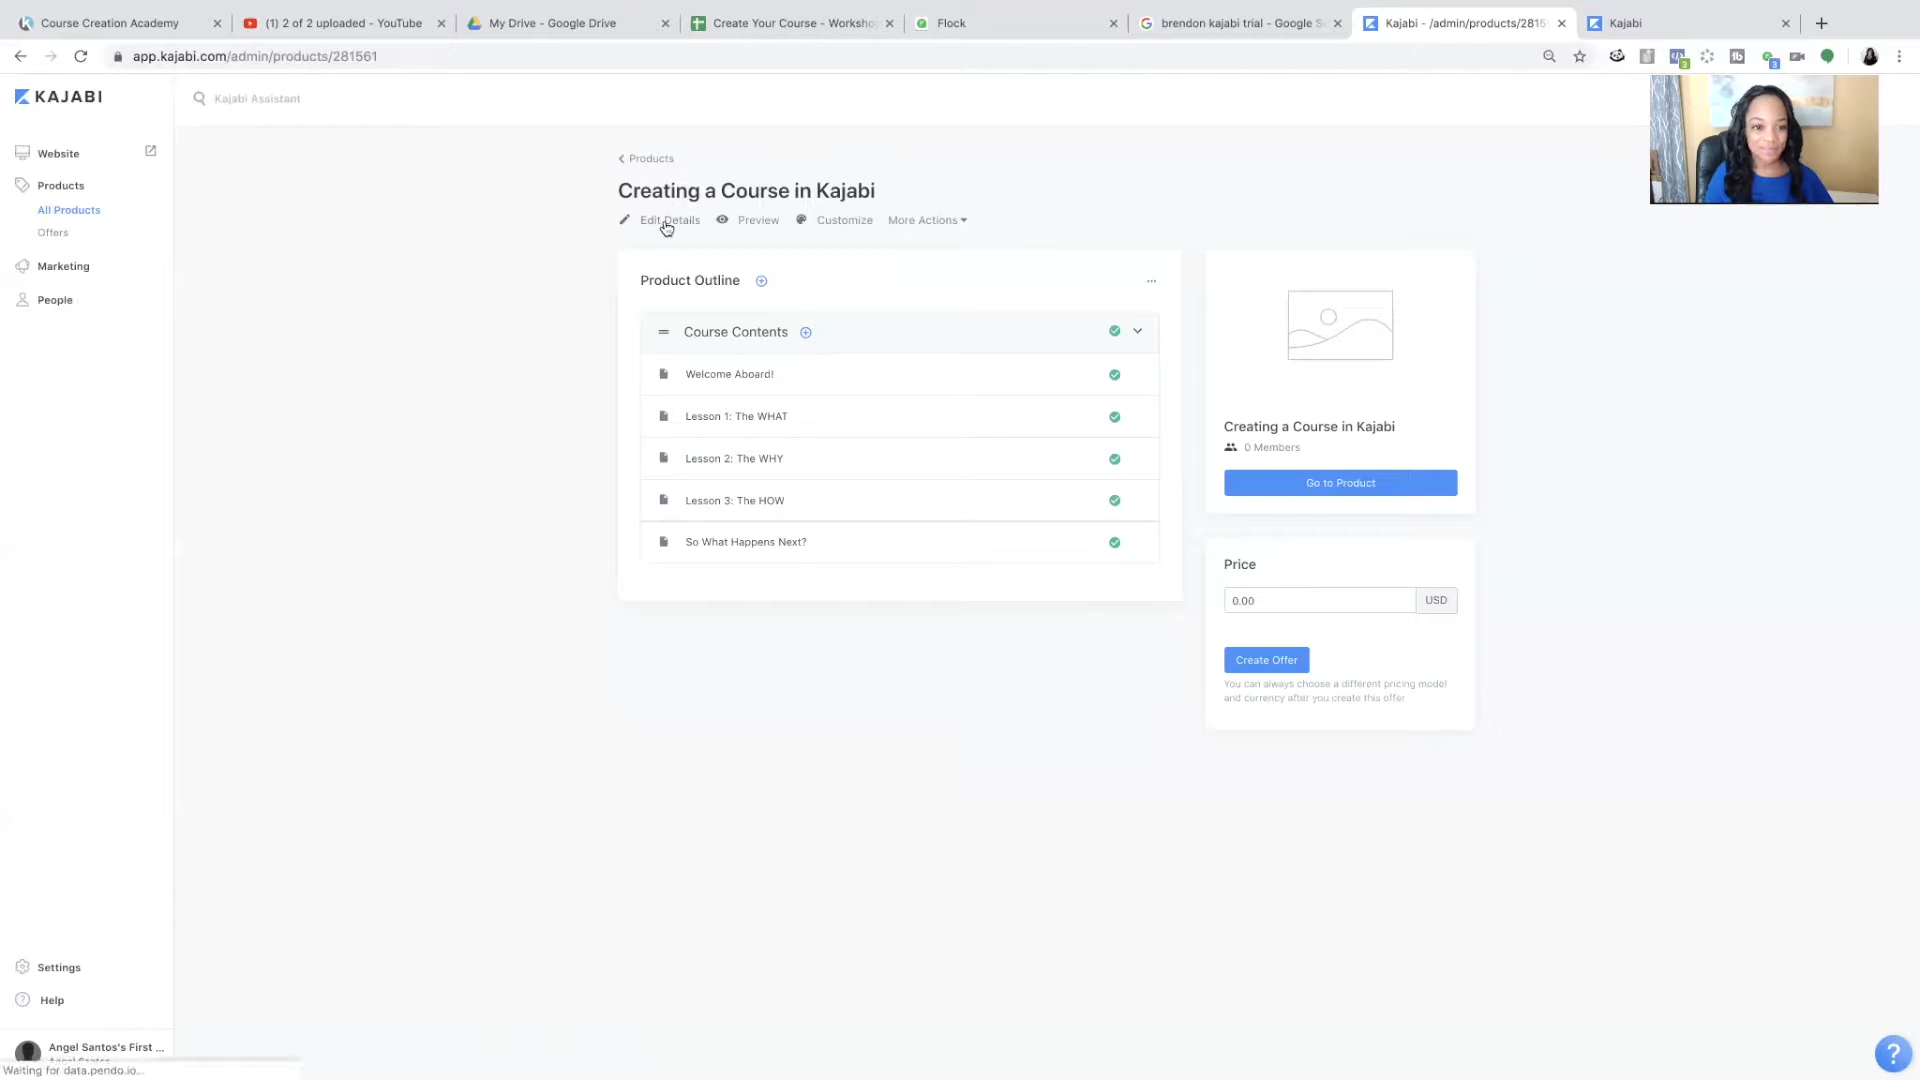 Course Creation Academy
(1) 2 of 2 uploaded - YouTube
My Drive - Google Drive
Create Your Course - Worksho
Flock
brendon kajabi trial - Google S
Kajabi - /admin/products/2815
Kajabi
app.kajabi.com/admin/products/281561
KAJABI
Kajabi Assistant
Website
Products
All Products
Offers
Marketing
People
Settings
Help
Angel Santos's First ...
Waiting for data.pendo.io...
Products
Creating a Course in Kajabi
Edit Details
Preview
Customize
More Actions
Product Outline
Course Contents
Welcome Aboard!
Lesson 1: The WHAT
Lesson 2: The WHY
Lesson 3: The HOW
So What Happens Next?
Creating a Course in Kajabi
0 Members
Go to Product
Price
0.00
USD
Create Offer
You can always choose a different pricing model
and currency after you create this offer